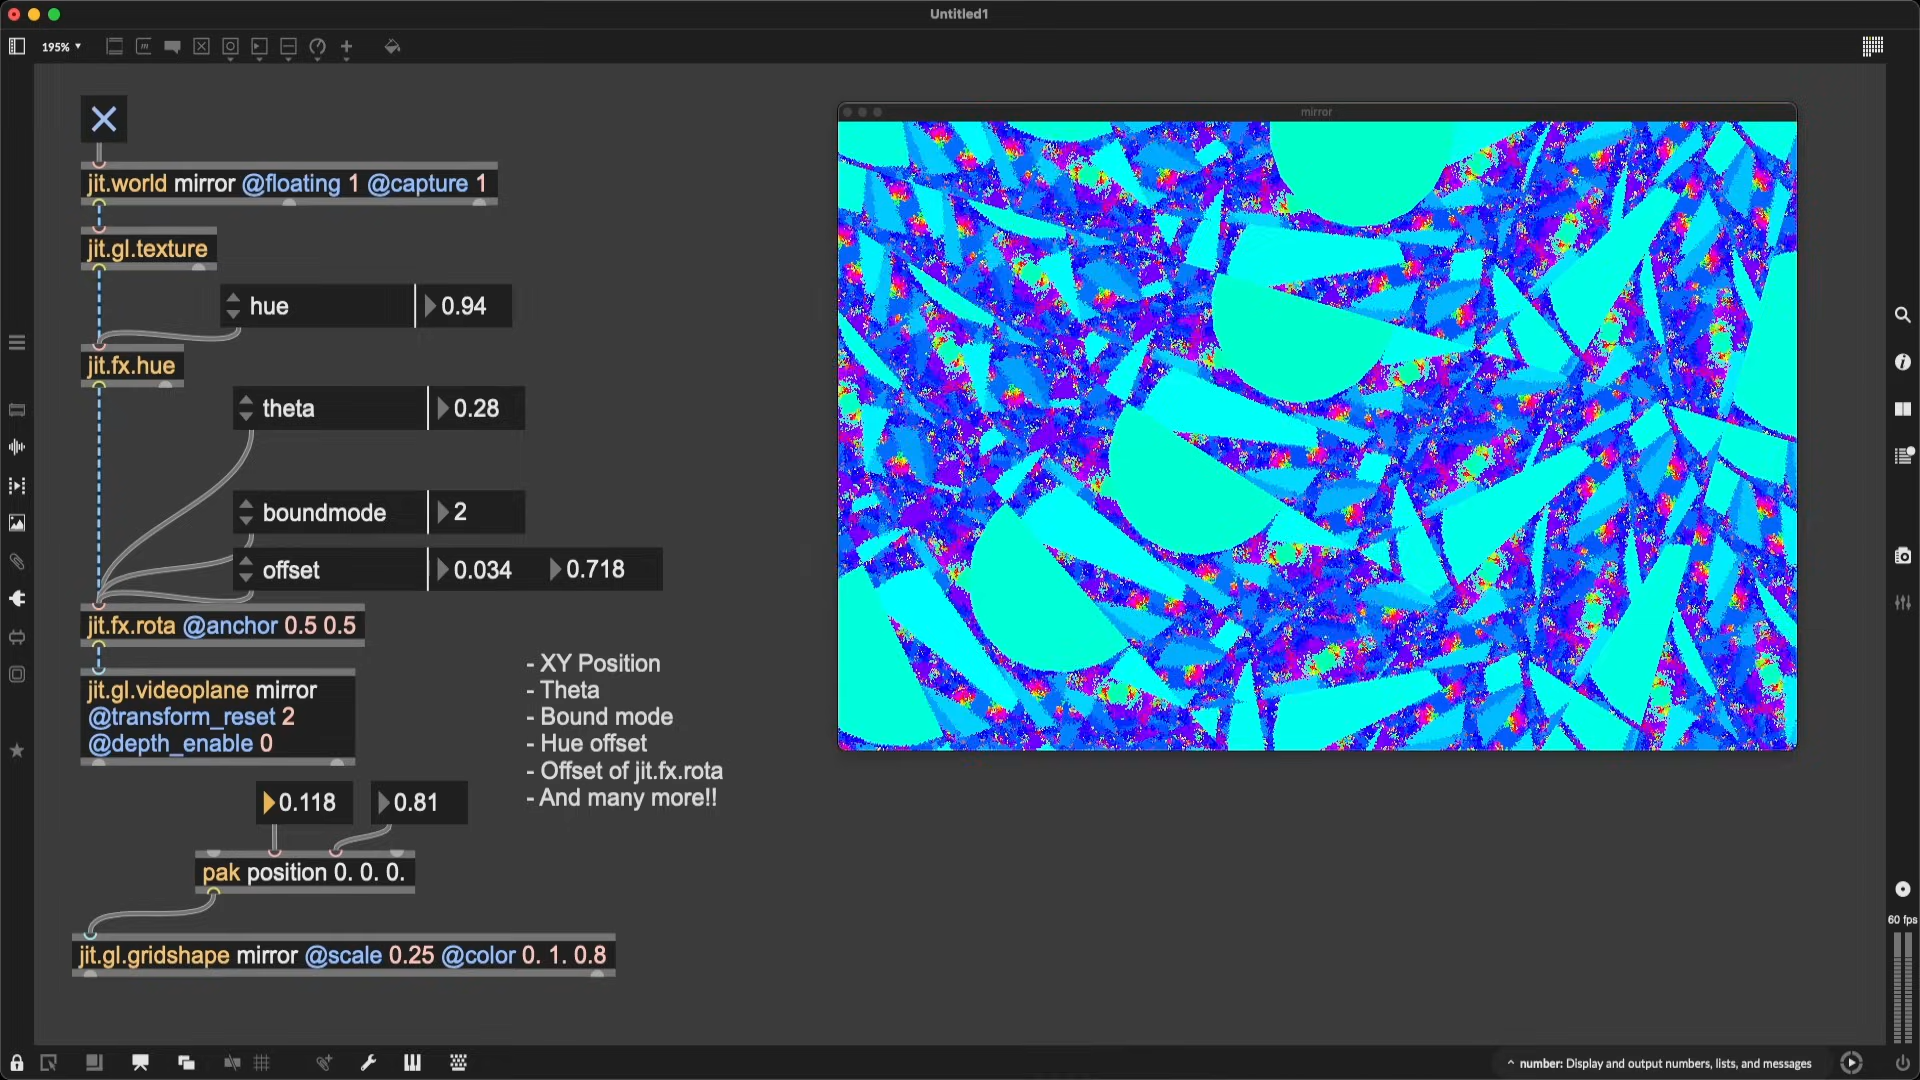 Untitled1
195%
jit.world mirror @floating 1 @capture 1
jit.gl.texture
hue 0.94
jit.fx.hue
theta 0.28
boundmode 2
offset 0.034 0.718
jit.fx.rota @anchor 0.5 0.5
jit.gl.videoplane mirror
@transform_reset 2
@depth_enable 0
- XY Position
- Theta
- Bound mode
- Hue offset
- Offset of jit.fx.rota
- And many more!!
0.118 0.81
pak position 0. 0. 0.
jit.gl.gridshape mirror @scale 0.25 @color 0. 1. 0.8
mirror
60 fps
number: Display and output numbers, lists, and messages